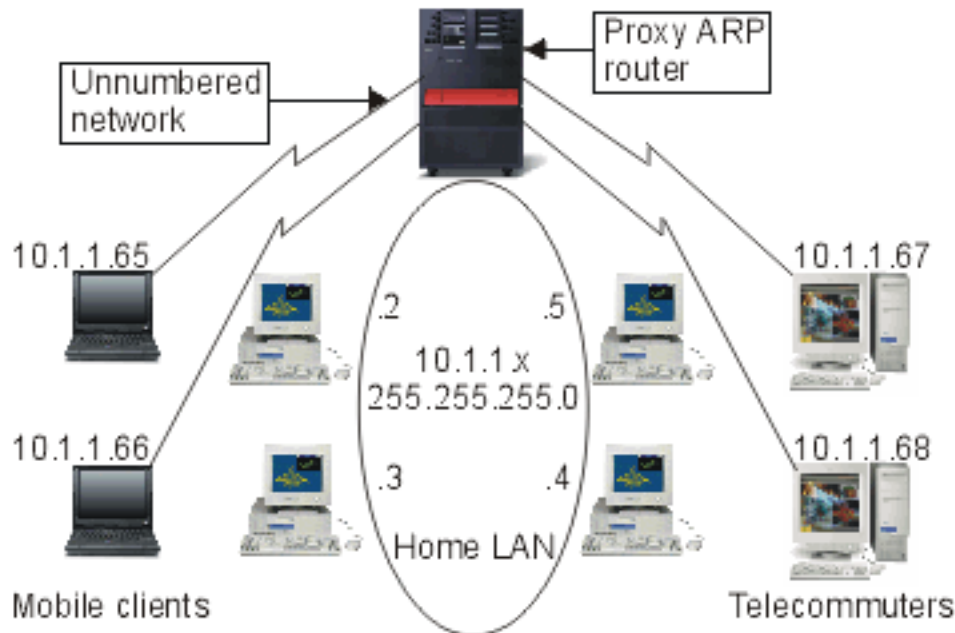 Proxy ARP
router
Unnumbered
network
10.1.1.65
10.1.1.67
.2
.5
10.1.1.x
255.255.255.0
10.1.1.66
10.1.1.68
.3
.4
Home LAN
Mobile clients
Telecommuters